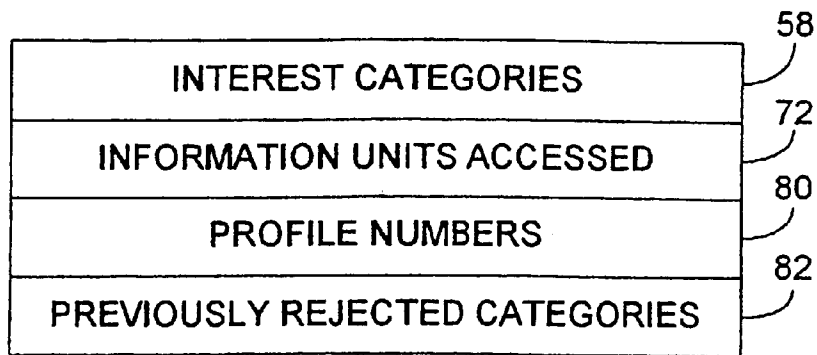 58
INTEREST CATEGORIES
72
INFORMATION UNITS ACCESSED
80
PROFILE NUMBERS
82
PREVIOUSLY REJECTED CATEGORIES